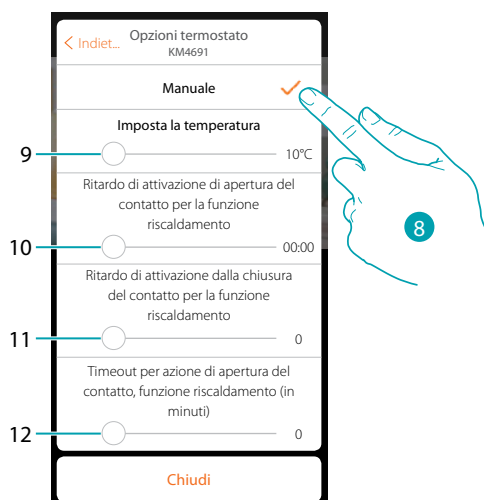 < Indiet... Opzioni termostato
KM4691
Manuale
8
Imposta la temperatura
9
10°C
Ritardo di attivazione di apertura del
contatto per la funzione
riscaldamento
10
00:00
Ritardo di attivazione dalla chiusura
del contatto per la funzione
riscaldamento
11
0
Timeout per azione di apertura del
contatto, funzione riscaldamento (in
minuti)
12
0
Chiudi